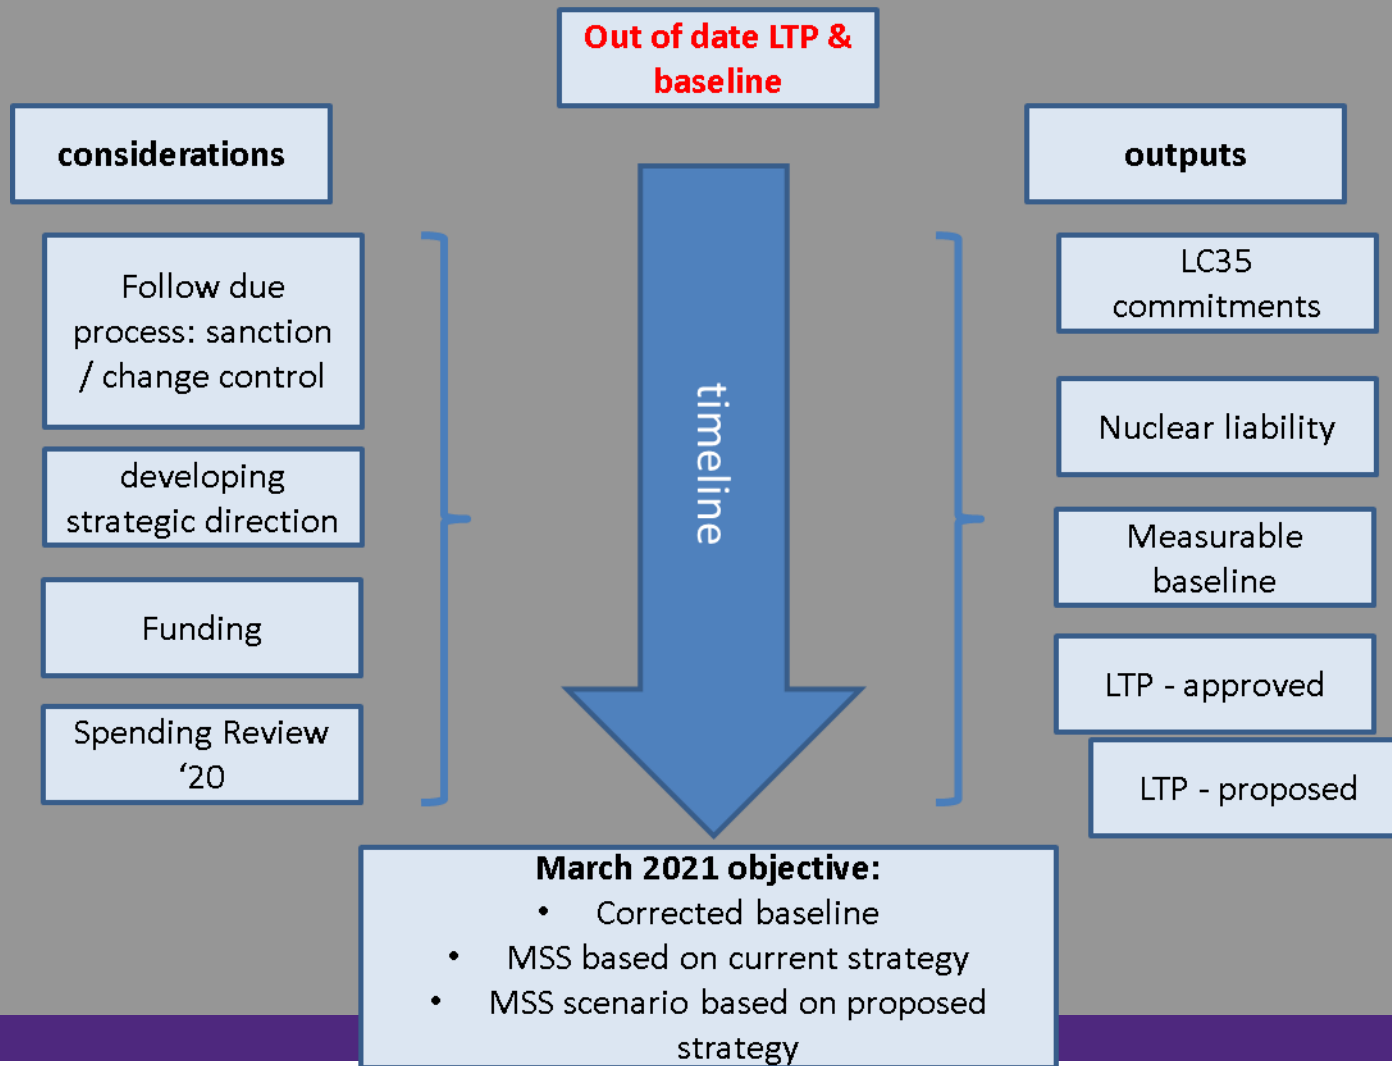 Out of date LTP &
baseline
considerations
Follow due
process: sanction
/ change control
developing
strategic direction
Funding
Spending Review
‘20
timeline
outputs
LC35
commitments
Nuclear liability
Measurable
baseline
LTP - approved
LTP - proposed
March 2021 objective:
• Corrected baseline
• MSS based on current strategy
• MSS scenario based on proposed
strategy